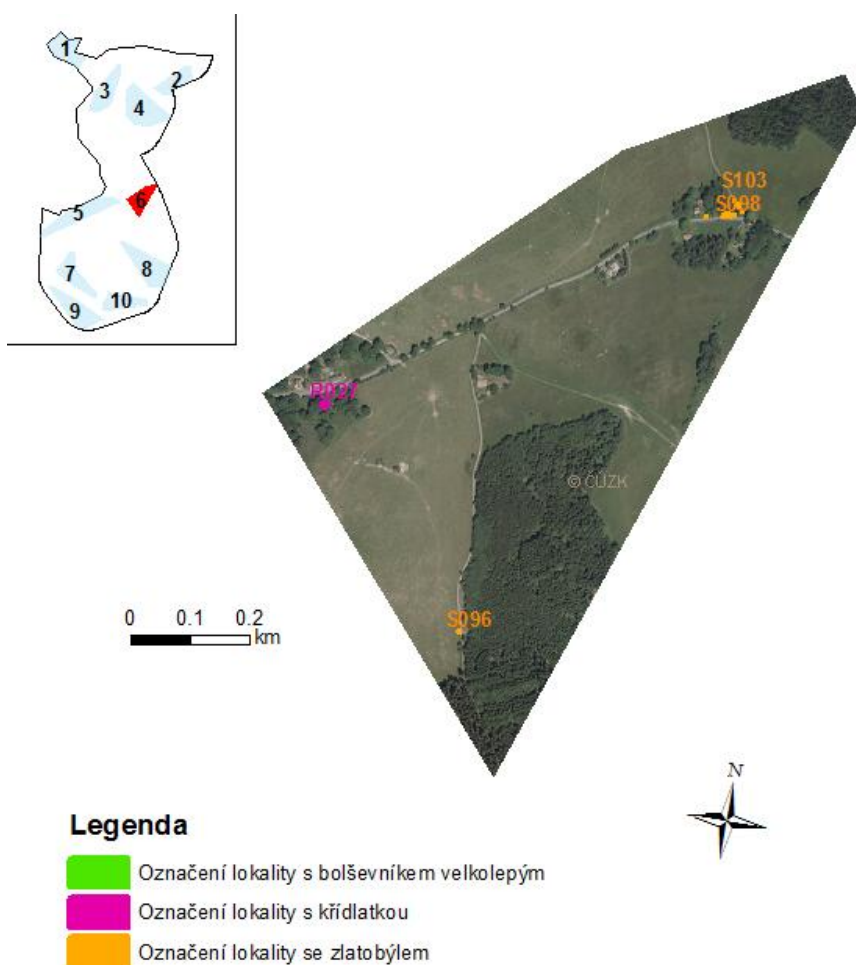 1
2
3
4
5
6
7
8
9
10
S103
S098
R027
© ČÚZK
S096
0 0.1 0.2
km
N
Legenda
Označení lokality s bolševníkem velkolepým
Označení lokality s křídlatkou
Označení lokality se zlatobýlem